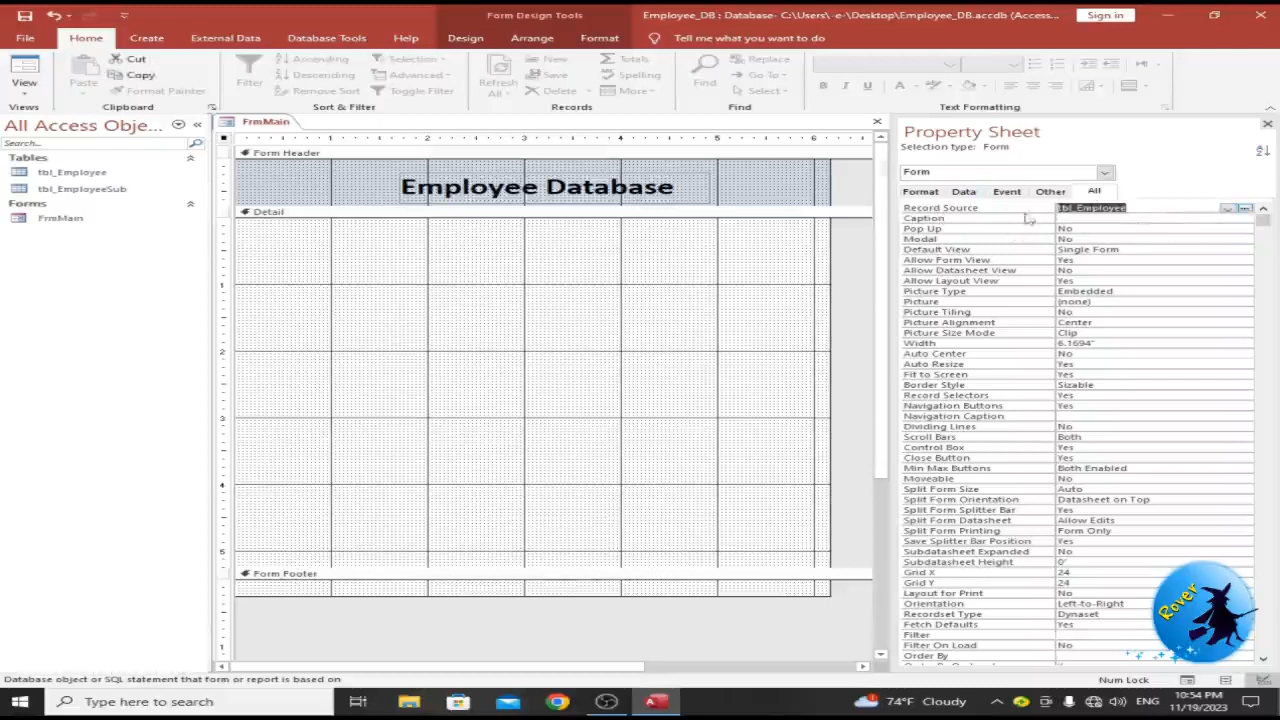 Form Design Tools
Employee_DB : Database- C:\Users\ -e-\Desktop\Employee_DB.accdb (Acces...
Sign in
File
Home
Create
External Data
Database Tools
Help
Design
Arrange
Format
Tell me what you want to do
View
Views
Paste
Cut
Copy
Format Painter
Clipboard
Filter
Ascending
Descending
Remove Sort
Selection
Advanced
Toggle Filter
Sort & Filter
Refresh All
New
Save
Delete
Totals
Spelling
More
Records
Find
Replace
Go To
Select
Find
B I U A
Text Formatting
All Access Obje...
Search...
Tables
tbl_Employee
tbl_EmployeeSub
Forms
FrmMain
FrmMain
1 2 3 4 5 6
Form Header
Employee Database
Detail
1
2
3
4
5
Form Footer
1
Property Sheet
Selection type: Form
Form
Format Data Event Other All
Record Source tbl_Employee
Caption
Pop Up No
Modal No
Default View Single Form
Allow Form View Yes
Allow Datasheet View No
Allow Layout View Yes
Picture Type Embedded
Picture (none)
Picture Tiling No
Picture Alignment Center
Picture Size Mode Clip
Width 6.1694"
Auto Center No
Auto Resize Yes
Fit to Screen Yes
Border Style Sizable
Record Selectors Yes
Navigation Buttons Yes
Navigation Caption
Dividing Lines No
Scroll Bars Both
Control Box Yes
Close Button Yes
Min Max Buttons Both Enabled
Moveable No
Split Form Size Auto
Split Form Orientation Datasheet on Top
Split Form Splitter Bar Yes
Split Form Datasheet Allow Edits
Split Form Printing Form Only
Save Splitter Bar Position Yes
Subdatasheet Expanded No
Subdatasheet Height 0"
Grid X 24
Grid Y 24
Layout for Print No
Orientation Left-to-Right
Recordset Type Dynaset
Fetch Defaults Yes
Filter
Filter On Load No
Order By
Rover
Database object or SQL statement that form or report is based on
Num Lock
Type here to search
74°F Cloudy
ENG
10:54 PM
11/19/2023